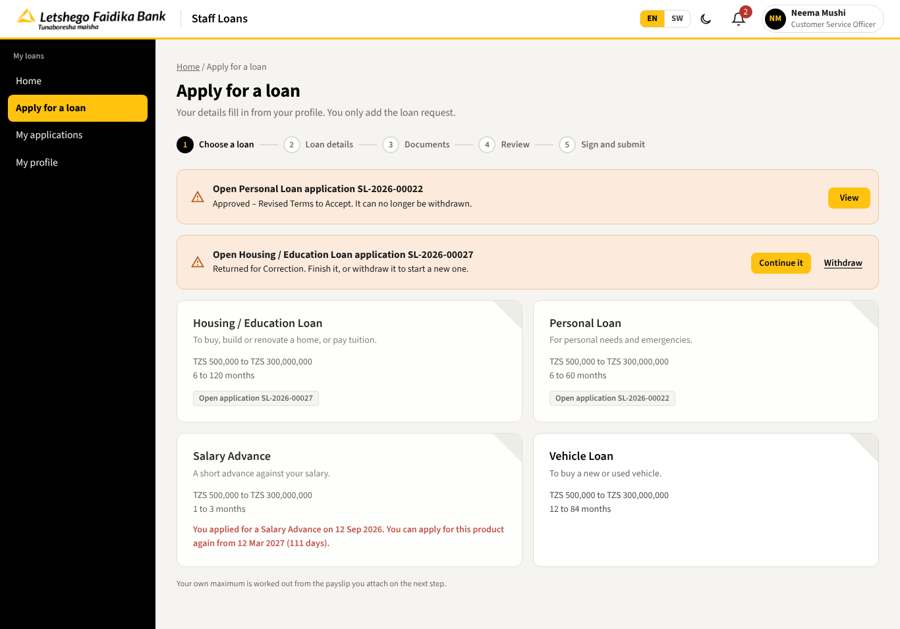 Letshego Faidika Bank
Tunaboresha maisha
Staff Loans
EN SW
2
NM
Neema Mushi
Customer Service Officer
My loans
Home
Apply for a loan
My applications
My profile
Home / Apply for a loan
Apply for a loan
Your details fill in from your profile. You only add the loan request.
1 Choose a loan 2 Loan details 3 Documents 4 Review 5 Sign and submit
Open Personal Loan application SL-2026-00022
Approved – Revised Terms to Accept. It can no longer be withdrawn.
View
Open Housing / Education Loan application SL-2026-00027
Returned for Correction. Finish it, or withdraw it to start a new one.
Continue it Withdraw
Housing / Education Loan
To buy, build or renovate a home, or pay tuition.
TZS 500,000 to TZS 300,000,000
6 to 120 months
Open application SL-2026-00027
Personal Loan
For personal needs and emergencies.
TZS 500,000 to TZS 300,000,000
6 to 60 months
Open application SL-2026-00022
Salary Advance
A short advance against your salary.
TZS 500,000 to TZS 300,000,000
1 to 3 months
You applied for a Salary Advance on 12 Sep 2026. You can apply for this product
again from 12 Mar 2027 (111 days).
Vehicle Loan
To buy a new or used vehicle.
TZS 500,000 to TZS 300,000,000
12 to 84 months
Your own maximum is worked out from the payslip you attach on the next step.